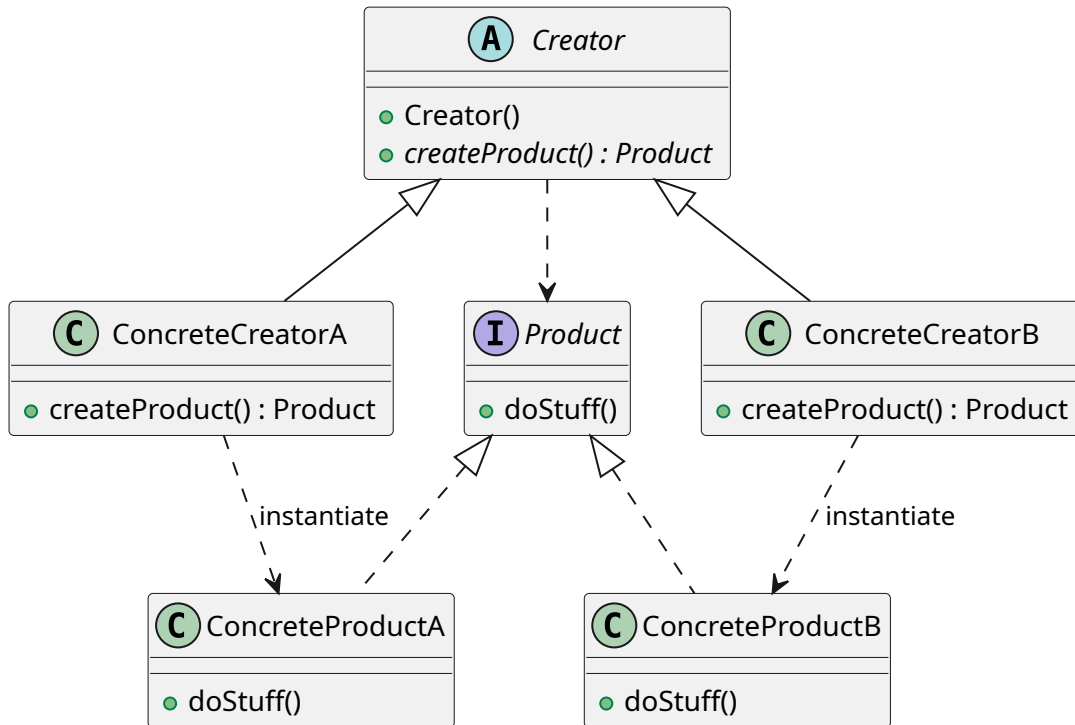 A Creator
Creator()
createProduct() : Product
C ConcreteCreatorA
createProduct() : Product
I Product
doStuff()
C ConcreteCreatorB
createProduct() : Product
instantiate
instantiate
C ConcreteProductA
doStuff()
C ConcreteProductB
doStuff()